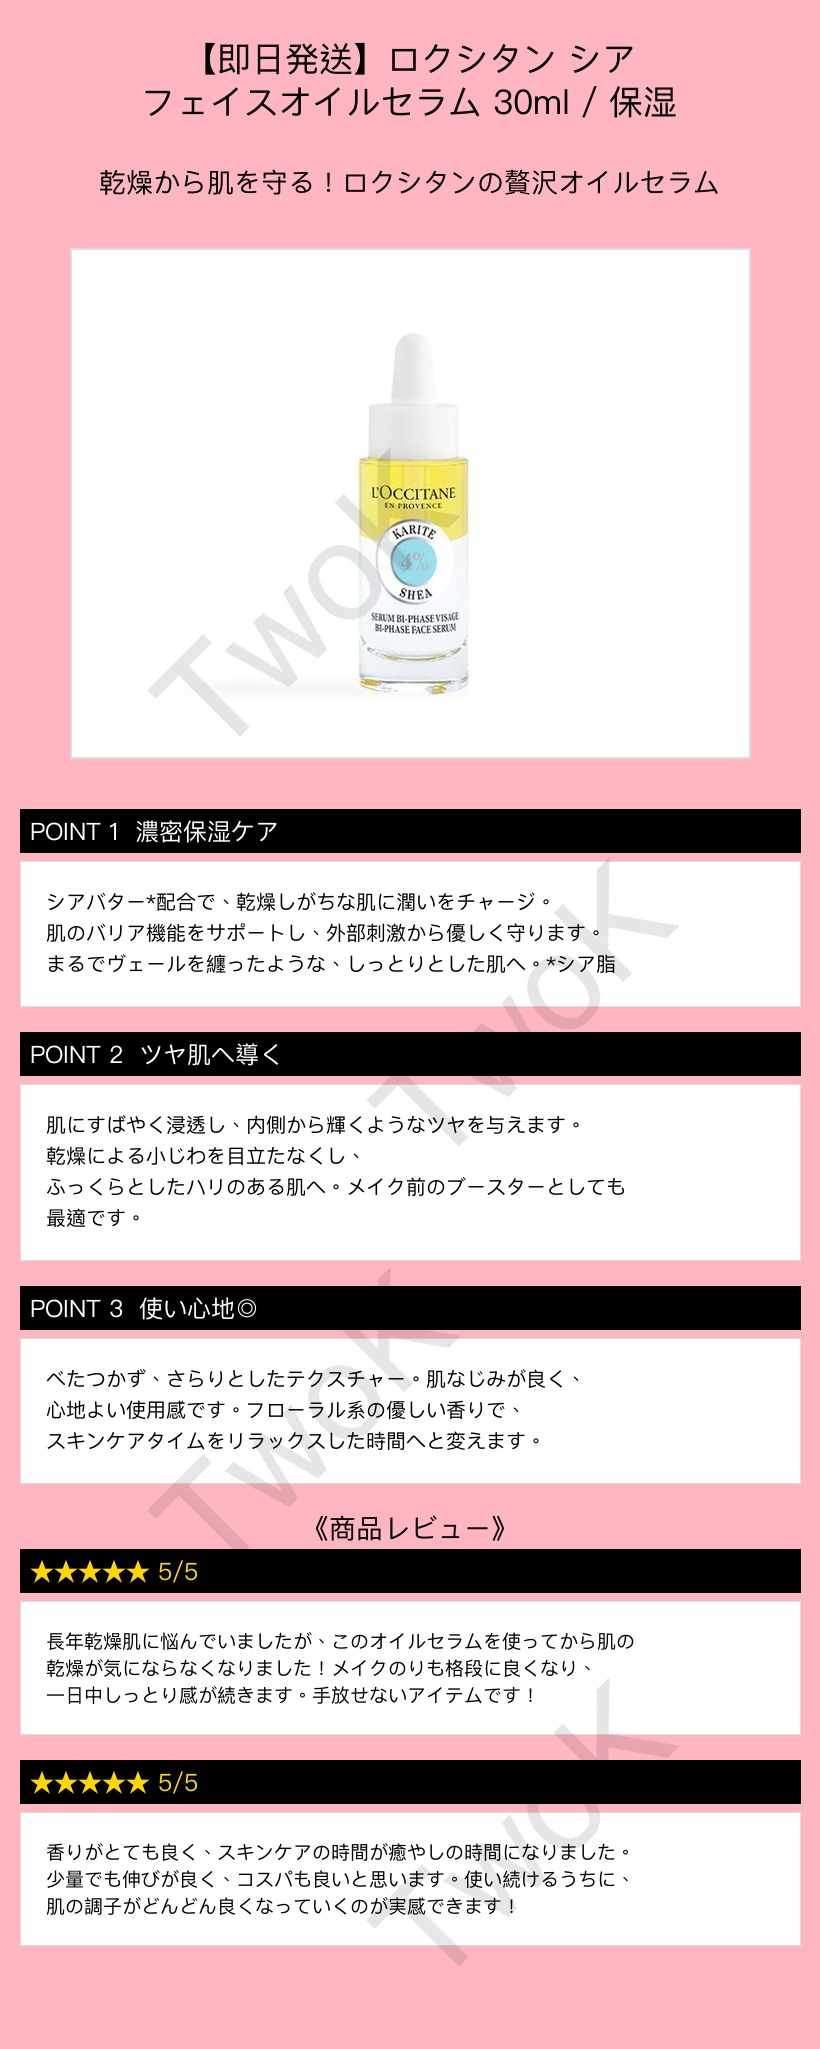 【即日発送】ロクシタン シア
フェイスオイルセラム 30ml / 保湿
乾燥から肌を守る！ロクシタンの贅沢オイルセラム
L'OCCITANE
EN PROVENCE
KARITE
4%
SHEA
SERUM BI-PHASE VISAGE
BI-PHASE FACE SERUM
TwoK
POINT 1 濃密保湿ケア
シアバター*配合で、乾燥しがちな肌に潤いをチャージ。
肌のバリア機能をサポートし、外部刺激から優しく守ります。
まるでヴェールを纏ったような、しっとりとした肌へ。*シア脂
TwoK
POINT 2 ツヤ肌へ導く
肌にすばやく浸透し、内側から輝くようなツヤを与えます。
乾燥による小じわを目立たなくし、
ふっくらとしたハリのある肌へ。メイク前のブースターとしても
最適です。
POINT 3 使い心地◎
べたつかず、さらりとしたテクスチャー。肌なじみが良く、
心地よい使用感です。フローラル系の優しい香りで、
スキンケアタイムをリラックスした時間へと変えます。
TwoK
《商品レビュー》
★★★★★ 5/5
長年乾燥肌に悩んでいましたが、このオイルセラムを使ってから肌の
乾燥が気にならなくなりました！メイクのりも格段に良くなり、
一日中しっとり感が続きます。手放せないアイテムです！
★★★★★ 5/5
香りがとても良く、スキンケアの時間が癒やしの時間になりました。
少量でも伸びが良く、コスパも良いと思います。使い続けるうちに、
肌の調子がどんどん良くなっていくのが実感できます！
TwoK